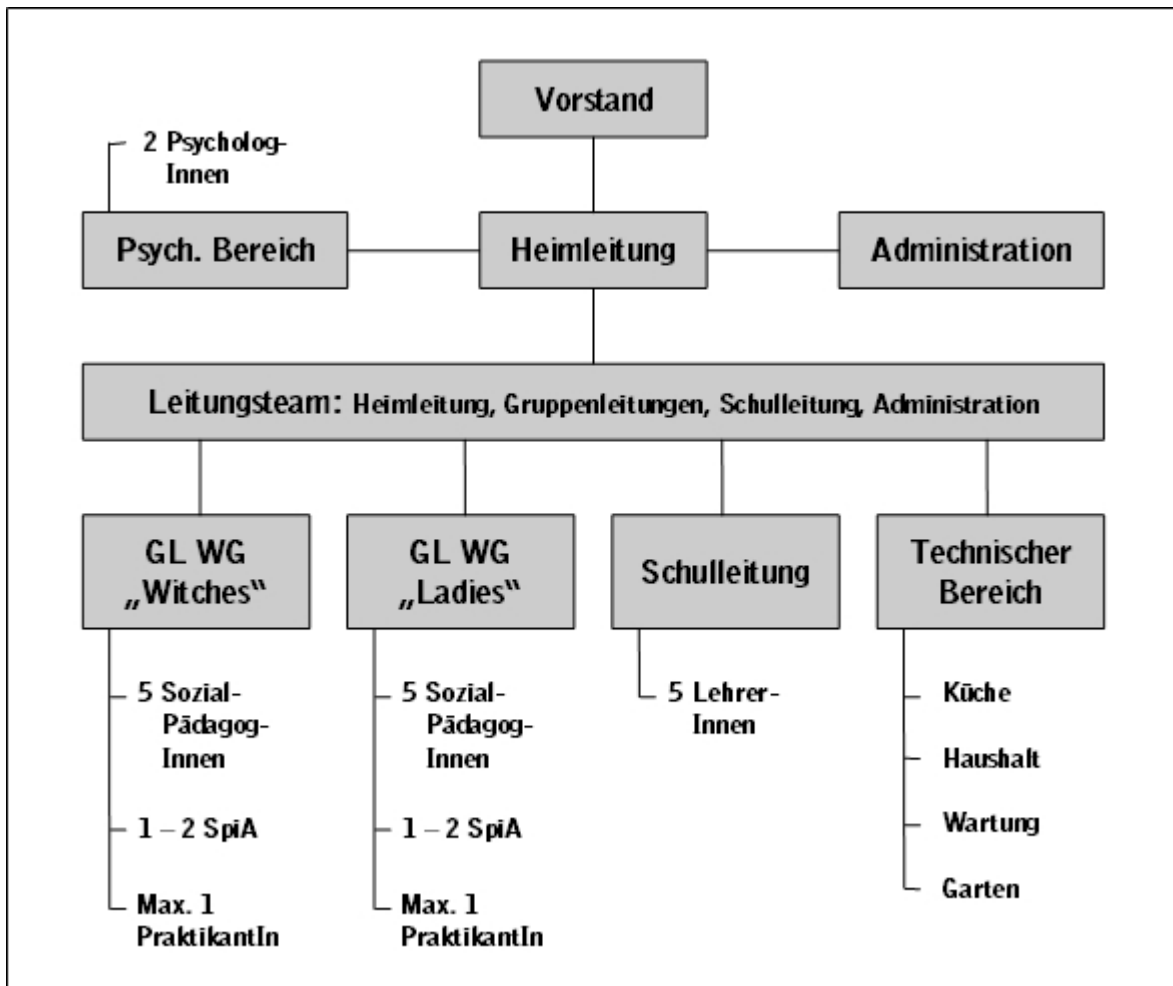 Vorstand
2 Psycholog-
Innen
Psych. Bereich
Heimleitung
Administration
Leitungsteam: Heimleitung, Gruppenleitungen, Schulleitung, Administration
GL WG
„Witches“
GL WG
„Ladies“
Schulleitung
Technischer
Bereich
5 Sozial-
Pädagog-
Innen
1 – 2 SpiA
Max. 1
PraktikantIn
5 Sozial-
Pädagog-
Innen
1 – 2 SpiA
Max. 1
PraktikantIn
5 Lehrer-
Innen
Küche
Haushalt
Wartung
Garten